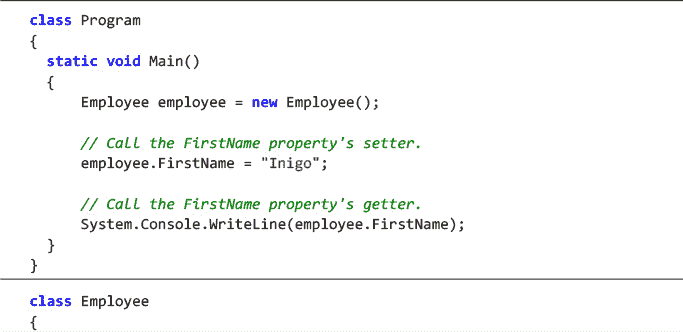 class Program
{
static void Main()
{
Employee employee = new Employee();
// Call the FirstName property's setter.
employee.FirstName = "Inigo";
// Call the FirstName property's getter.
System.Console.WriteLine(employee.FirstName);
}
}
class Employee
{